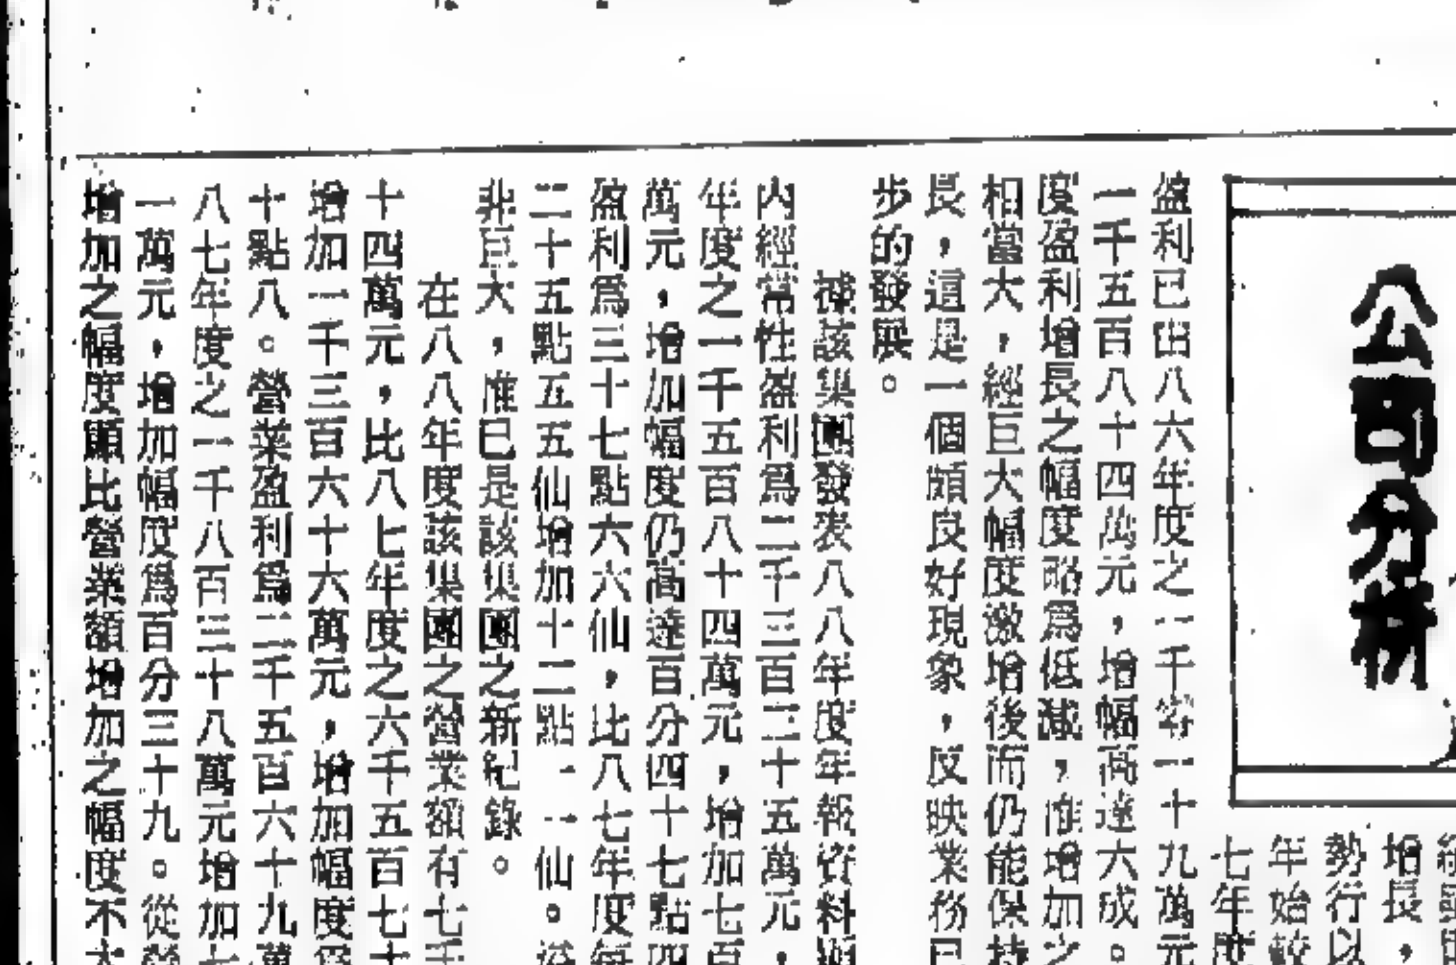 公司分析
增長，
勢行以
年始較
七年度
盈利已由八六年度之一千零一十九萬元
一千五百八十四萬元，增幅高達六成。
度盈利增長之幅度略爲低減，惟增加之
相當大，經巨大幅度激增後而仍能保持
長，這是一個頗良好現象，反映業務已
步的發展。
據該集團發表八八年度年報資料顯
內經常性盈利爲二千三百三十五萬元，
年度之一千五百八十四萬元，增加七百
萬元，增加幅度仍高達百分四十七點四
盈利爲三十七點六六仙，比八七年度每
二十五點五五仙增加十二點一一仙。溢
非巨大，惟已是該集團之新紀錄。
在八八年度該集團之營業額有七千
十四萬元，比八七年度之六千五百七十
增加一千三百六十六萬元，增加幅度爲
十點八。營業盈利爲二千五百六十九萬
八七年度之一千八百三十八萬元增加七
一萬元，增加幅度爲百分三十九。從營
增加之幅度顯比營業額增加之幅度不大